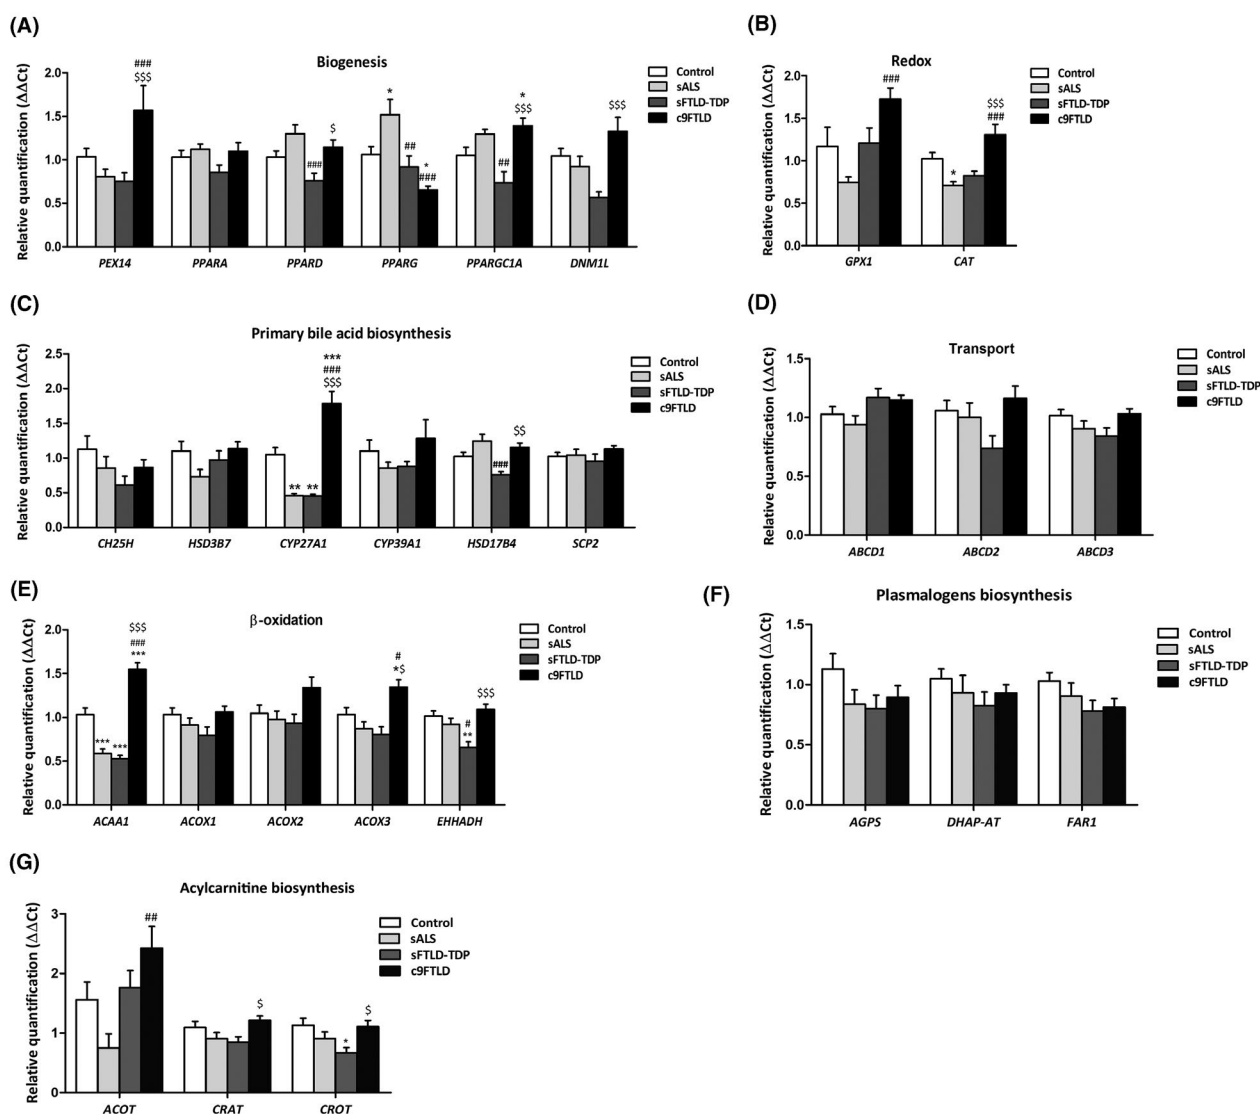 (A)
Biogenesis
Relative quantification (ΔΔCt)
2.0
1.5
1.0
0.5
0.0
###
$$$
###
$
*
##
*
###
##
*
$$$
$$$
PEX14 PPARA PPARD PPARG PPARGC1A DNM1L
Control
sALS
sFTLD-TDP
c9FTLD
(B)
Redox
Relative quantification (ΔΔCt)
2.0
1.5
1.0
0.5
0.0
###
*
$$$
###
GPX1 CAT
Control
sALS
sFTLD-TDP
c9FTLD
(C)
Primary bile acid biosynthesis
Relative quantification (ΔΔCt)
2.5
2.0
1.5
1.0
0.5
0.0
** **
***
###
$$$
###
$$
CH25H HSD3B7 CYP27A1 CYP39A1 HSD17B4 SCP2
Control
sALS
sFTLD-TDP
c9FTLD
(D)
Transport
Relative quantification (ΔΔCt)
1.5
1.0
0.5
0.0
ABCD1 ABCD2 ABCD3
Control
sALS
sFTLD-TDP
c9FTLD
(E)
β-oxidation
Relative quantification (ΔΔCt)
2.0
1.5
1.0
0.5
0.0
*** ***
$$$
###
***
#
*$
#
**
$$$
ACAA1 ACOX1 ACOX2 ACOX3 EHHADH
Control
sALS
sFTLD-TDP
c9FTLD
(F)
Plasmalogens biosynthesis
Relative quantification (ΔΔCt)
1.5
1.0
0.5
0.0
AGPS DHAP-AT FAR1
Control
sALS
sFTLD-TDP
c9FTLD
(G)
Acylcarnitine biosynthesis
Relative quantification (ΔΔCt)
3
2
1
0
##
$
*
$
ACOT CRAT CROT
Control
sALS
sFTLD-TDP
c9FTLD